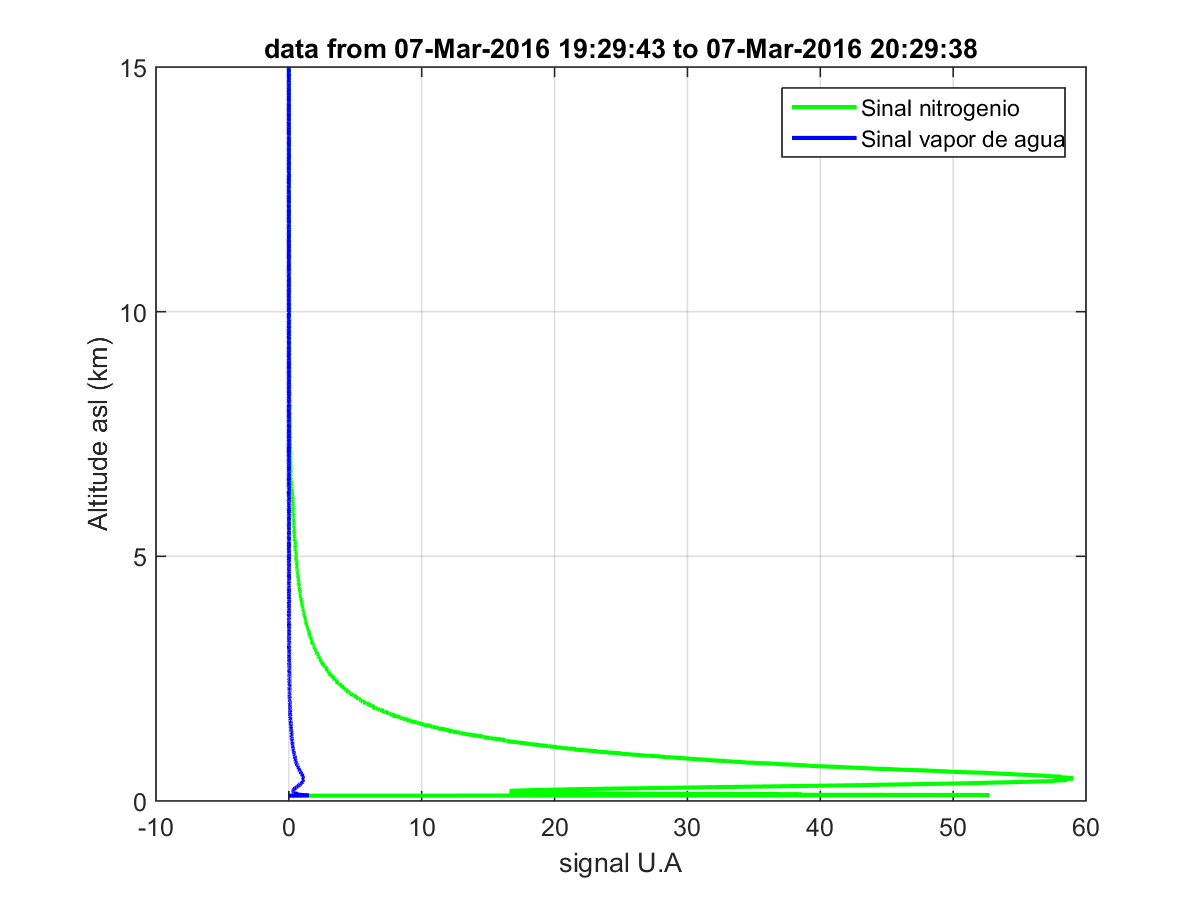 data from 07-Mar-2016 19:29:43 to 07-Mar-2016 20:29:38
Sinal nitrogenio
Sinal vapor de agua
15
10
5
0
Altitude asl (km)
-10 0 10 20 30 40 50 60
signal U.A